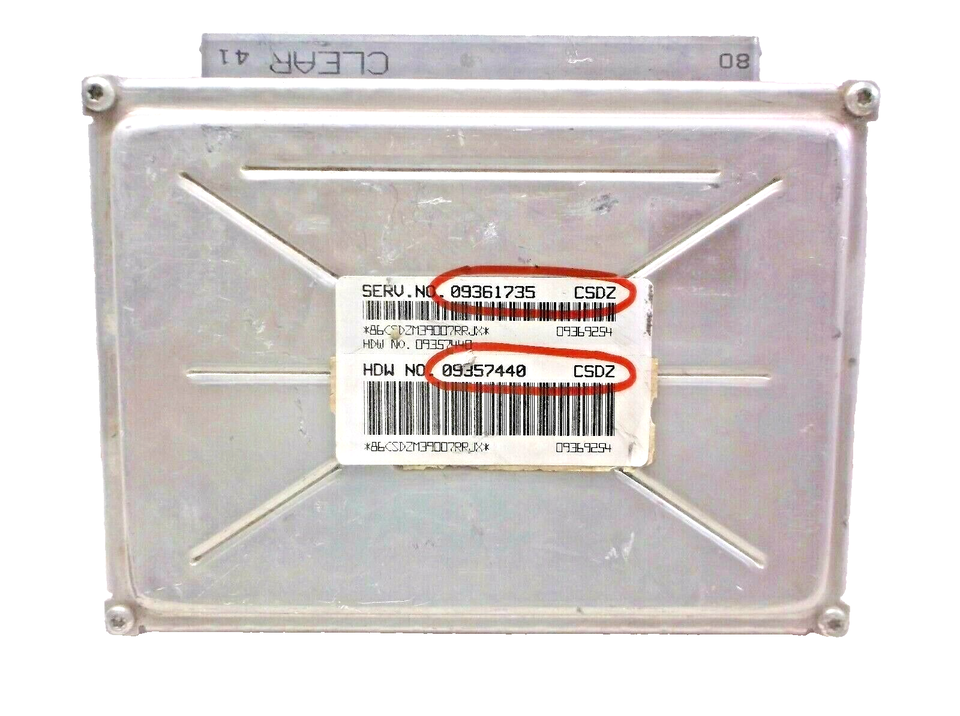 CLEAR 41
80
SERV.NO. 09361735 CSDZ
*86CSDZM39007RRJX* 09369254
HDW NO. 09357440
HDW NO. 09357440 CSDZ
*86CSDZM39007RRJX* 09369254